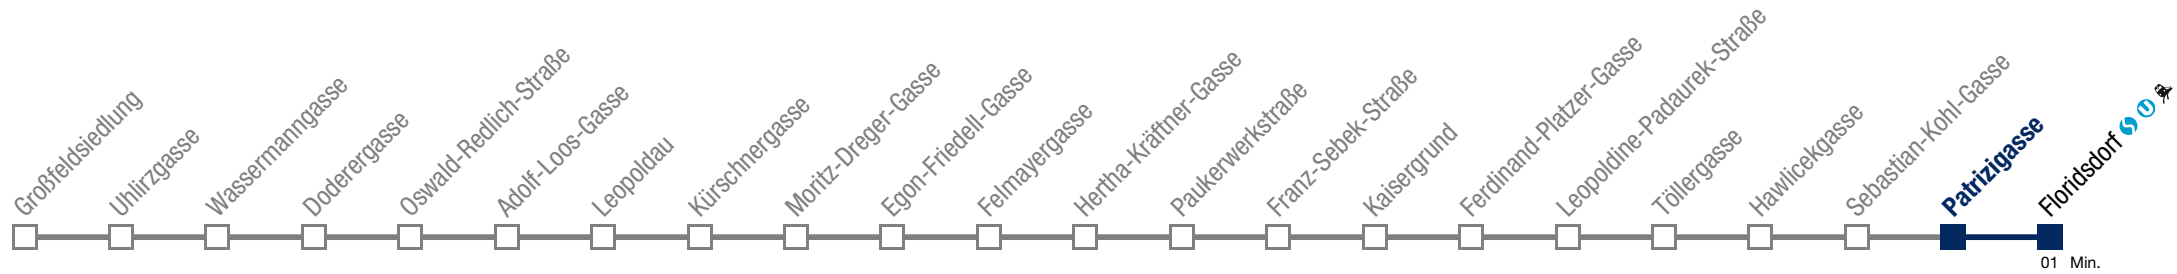 Großfeldsiedlung
Uhlirzgasse
Wassermanngasse
Doderergasse
Oswald-Redlich-Straße
Adolf-Loos-Gasse
Leopoldau
Kürschnergasse
Moritz-Dreger-Gasse
Egon-Friedell-Gasse
Felmayergasse
Hertha-Kräftner-Gasse
Paukerwerkstraße
Franz-Sebek-Straße
Kaisergrund
Ferdinand-Platzer-Gasse
Leopoldine-Padaurek-Straße
Töllergasse
Hawlicekgasse
Sebastian-Kohl-Gasse
Patrizigasse
Floridsdorf S U
01 Min.